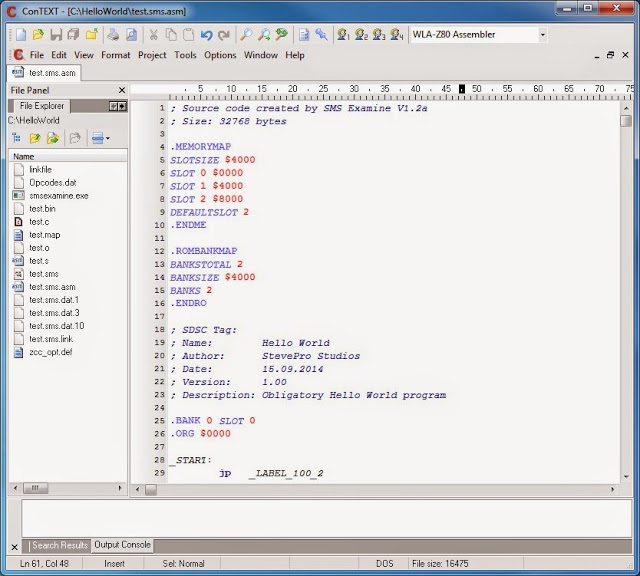 ConTEXT - [C:\HelloWorld\test.sms.asm]
WLA-Z80 Assembler
File Edit View Format Project Tools Options Window Help
test.sms.asm
File Panel
File Explorer
C:\HelloWorld
Name
linkfile
Opcodes.dat
smsexamine.exe
test.bin
test.c
test.map
test.o
test.s
test.sms
test.sms.asm
test.sms.dat.1
test.sms.dat.3
test.sms.dat.10
test.sms.link
zcc_opt.def
5 10 15 20 25 30 35 40 45 50 55 60 65 70 75
1 ; Source code created by SMS Examine V1.2a
2 ; Size: 32768 bytes
3
4 .MEMORYMAP
5 SLOTSIZE $4000
6 SLOT 0 $0000
7 SLOT 1 $4000
8 SLOT 2 $8000
9 DEFAULTSLOT 2
10 .ENDME
11
12 .ROMBANKMAP
13 BANKSTOTAL 2
14 BANKSIZE $4000
15 BANKS 2
16 .ENDRO
17
18 ; SDSC Tag:
19 ; Name: Hello World
20 ; Author: StevePro Studios
21 ; Date: 15.09.2014
22 ; Version: 1.00
23 ; Description: Obligatory Hello World program
24
25 .BANK 0 SLOT 0
26 .ORG $0000
27
28 _START:
29 jp _LABEL_100_2
Search Results Output Console
Ln 61, Col 48 Insert Sel: Normal DOS File size: 16475